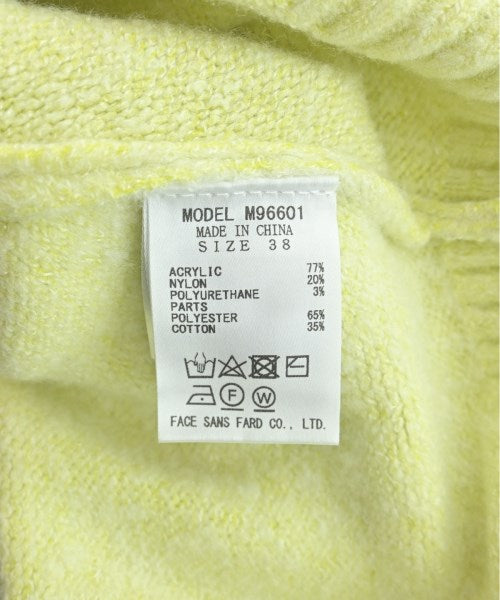 MODEL M96601
MADE IN CHINA
SIZE 38
ACRYLIC 77%
NYLON 20%
POLYURETHANE 3%
PARTS
POLYESTER 65%
COTTON 35%
F W
FACE SANS FARD CO., LTD.